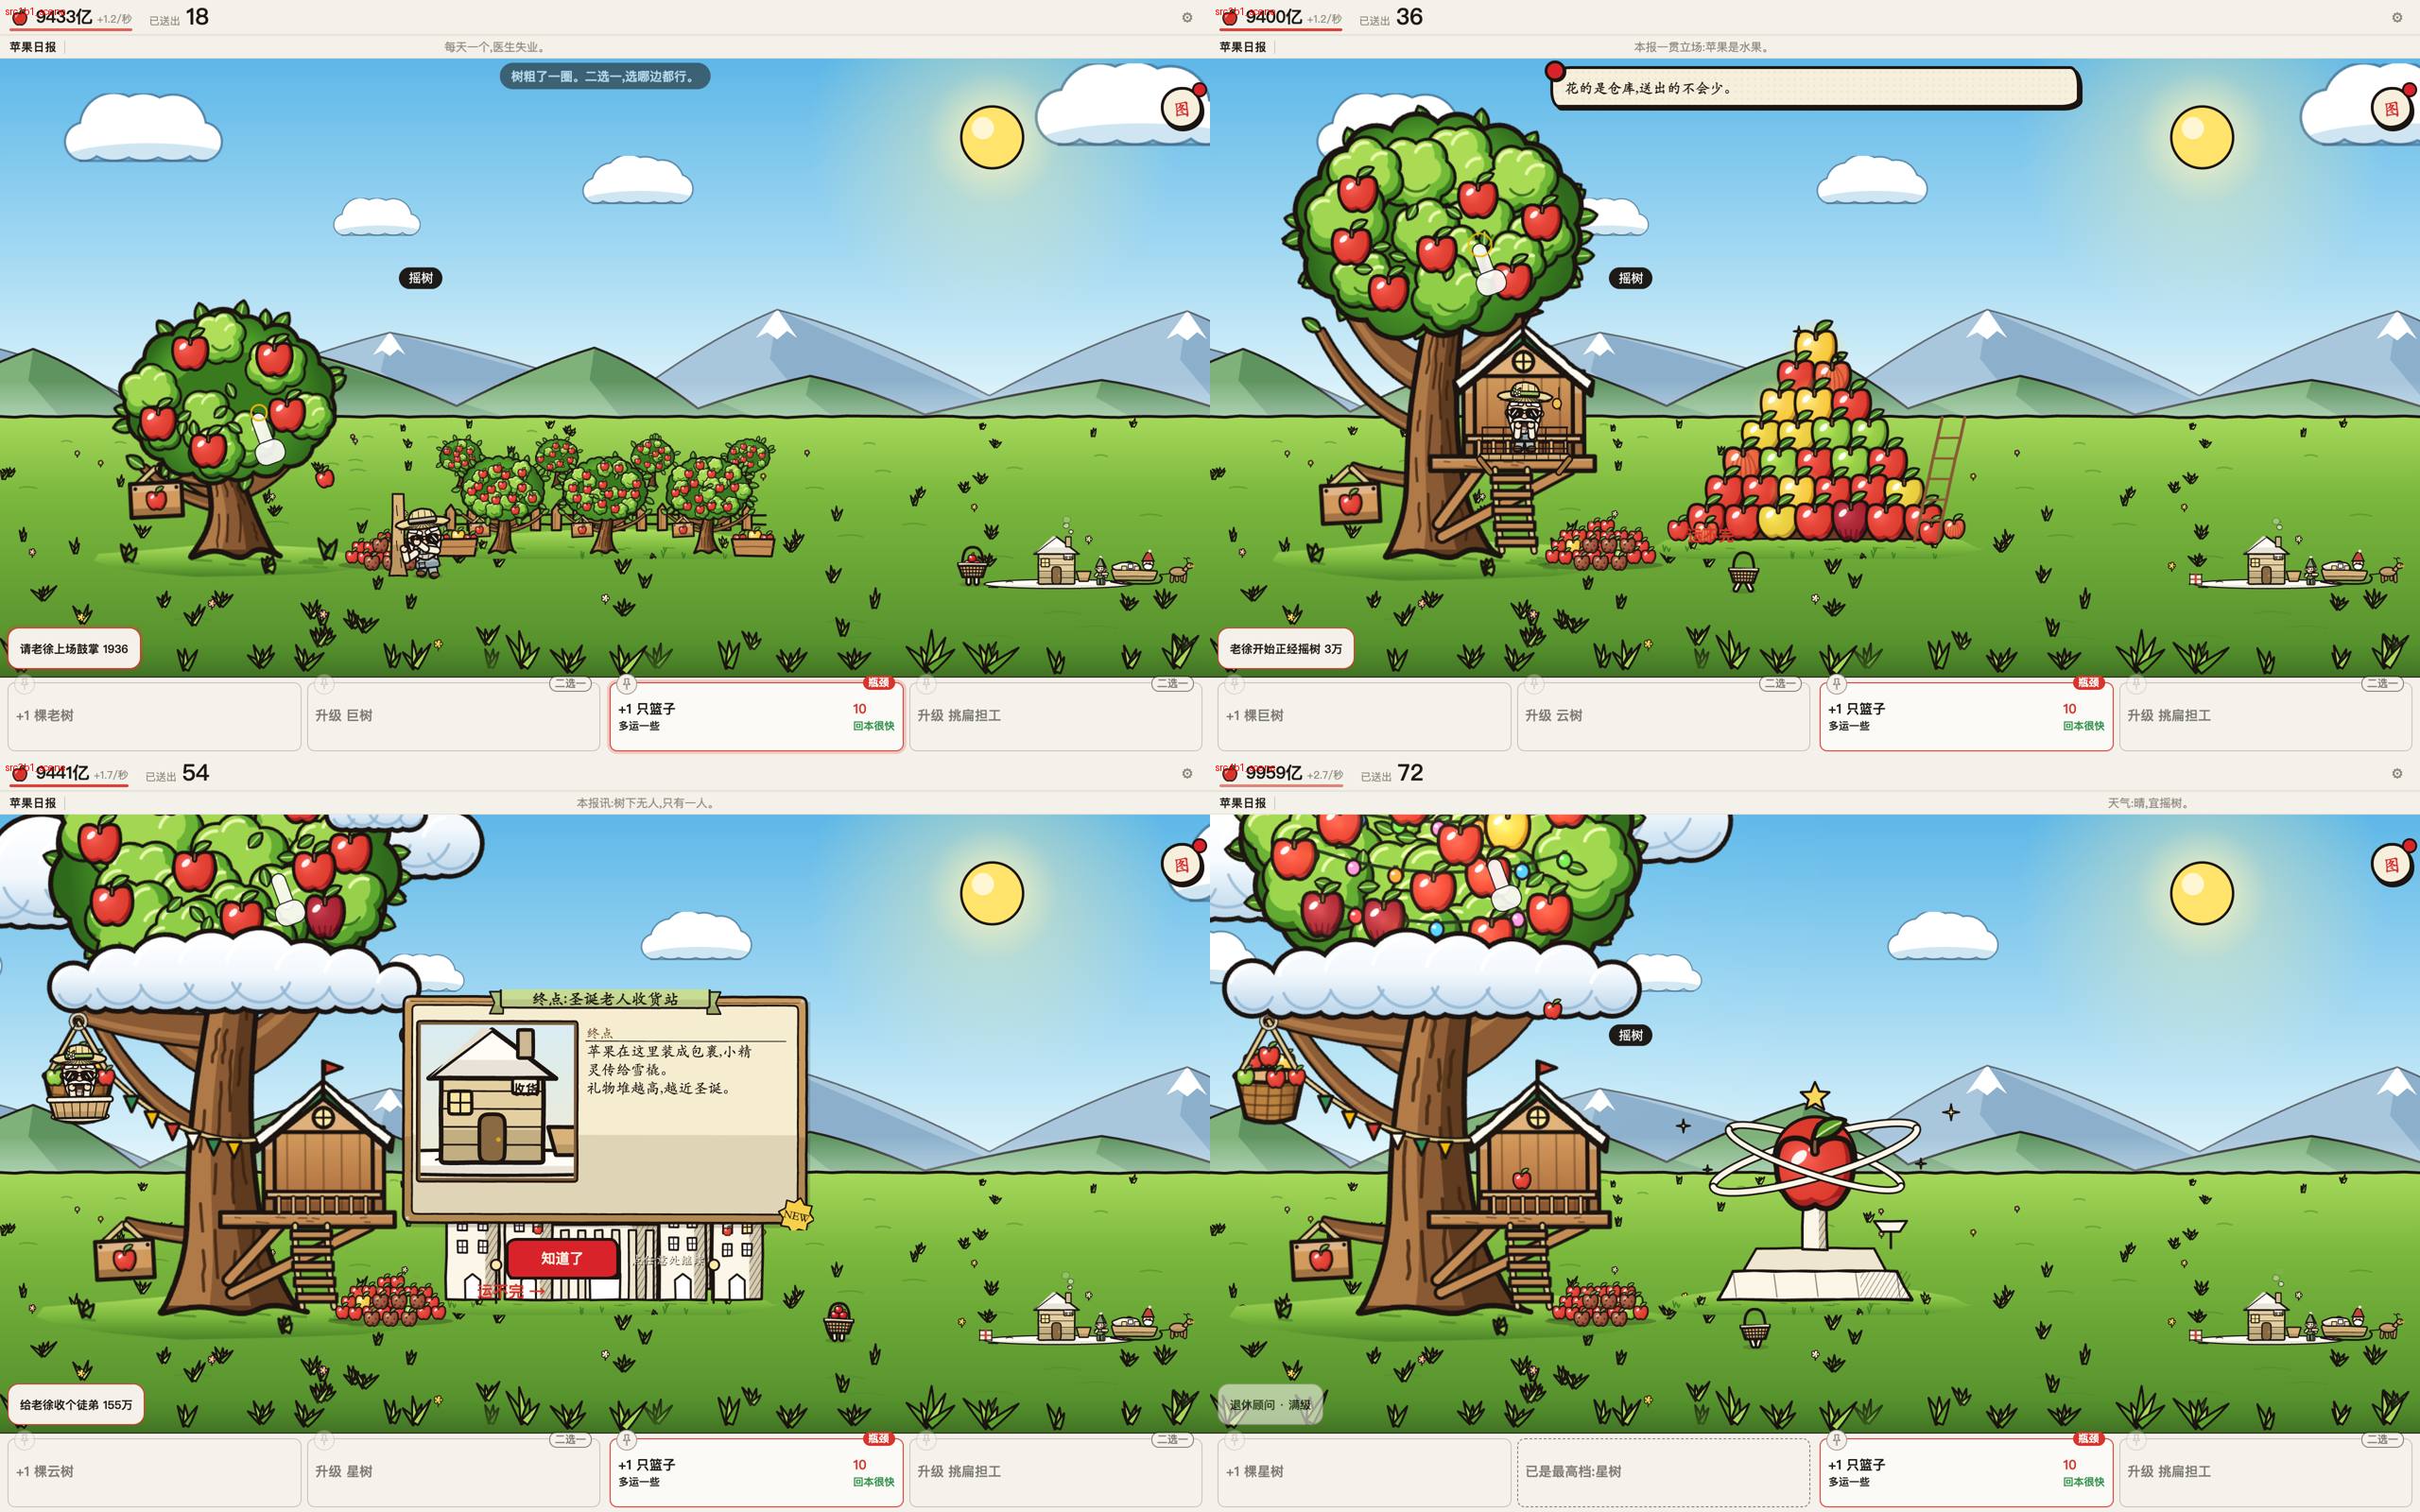 9433亿 +1.2/秒 已送出 18
苹果日报 每天一个,医生失业。
树粗了一圈。二选一,选哪边都行。
图
摇树
请老徐上场鼓掌 1936
+1 棵老树
二选一
升级 巨树
瓶颈
+1 只篮子 10
多运一些 回本很快
二选一
升级 挑扁担工
9400亿 +1.2/秒 已送出 36
苹果日报 本报一贯立场:苹果是水果。
花的是仓库,送出的不会少。
图
摇树
老徐开始正经摇树 3万
+1 棵巨树
二选一
升级 云树
瓶颈
+1 只篮子 10
多运一些 回本很快
二选一
升级 挑扁担工
9441亿 +1.7/秒 已送出 54
苹果日报 本报讯:树下无人,只有一人。
图
终点:圣诞老人收货站
终点
苹果在这里装成包裹,小精
灵传给雪橇。
礼物堆越高,越近圣诞。
收货
NEW
知道了
运不完 →
给老徐收个徒弟 155万
+1 棵云树
二选一
升级 星树
瓶颈
+1 只篮子 10
多运一些 回本很快
二选一
升级 挑扁担工
9959亿 +2.7/秒 已送出 72
苹果日报 天气:晴,宜摇树。
图
摇树
退休顾问 · 满级
+1 棵星树
已是最高档:星树
瓶颈
+1 只篮子 10
多运一些 回本很快
二选一
升级 挑扁担工